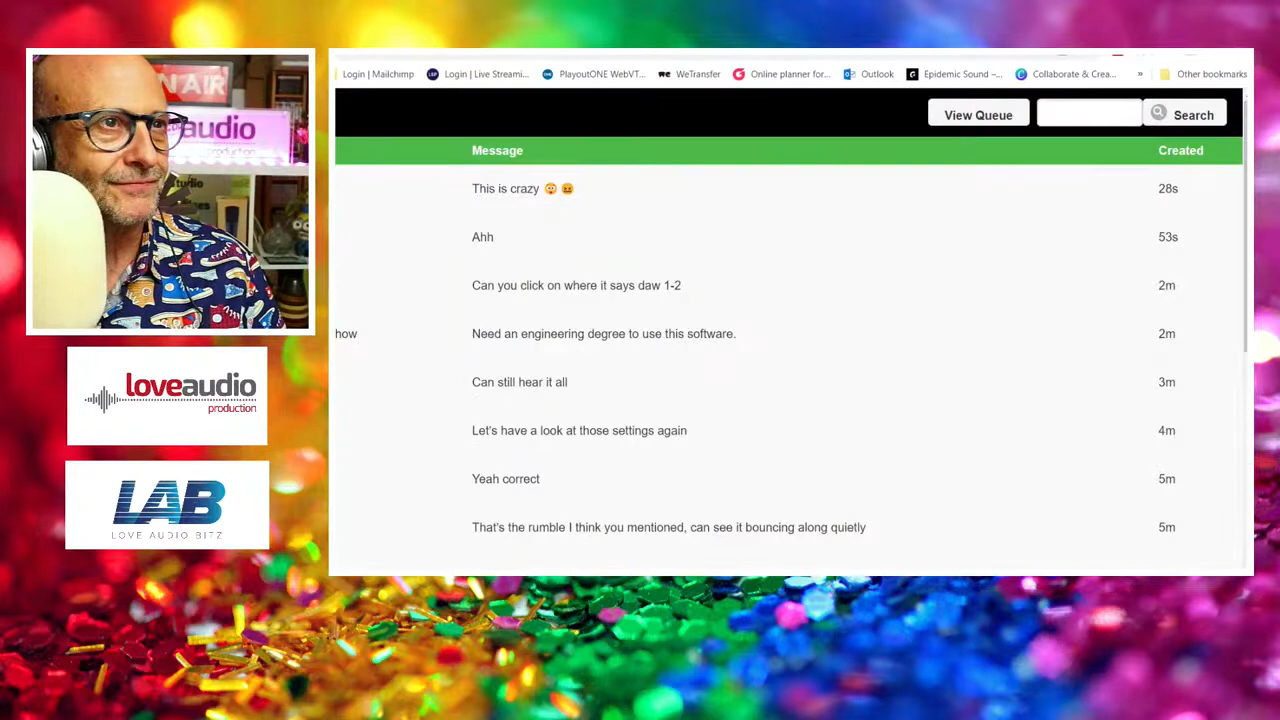 ON AIR
audio
production
studio
loveaudio
production
LAB
LOVE AUDIO BITZ
Login | Mailchimp
Login | Live Streami...
PlayoutONE WebVT...
WeTransfer
Online planner for...
Outlook
Epidemic Sound –...
Collaborate & Crea...
»
Other bookmarks
View Queue
Search
Message Created
This is crazy 😳 😆 28s
Ahh 53s
Can you click on where it says daw 1-2 2m
how Need an engineering degree to use this software. 2m
Can still hear it all 3m
Let's have a look at those settings again 4m
Yeah correct 5m
That's the rumble I think you mentioned, can see it bouncing along quietly 5m